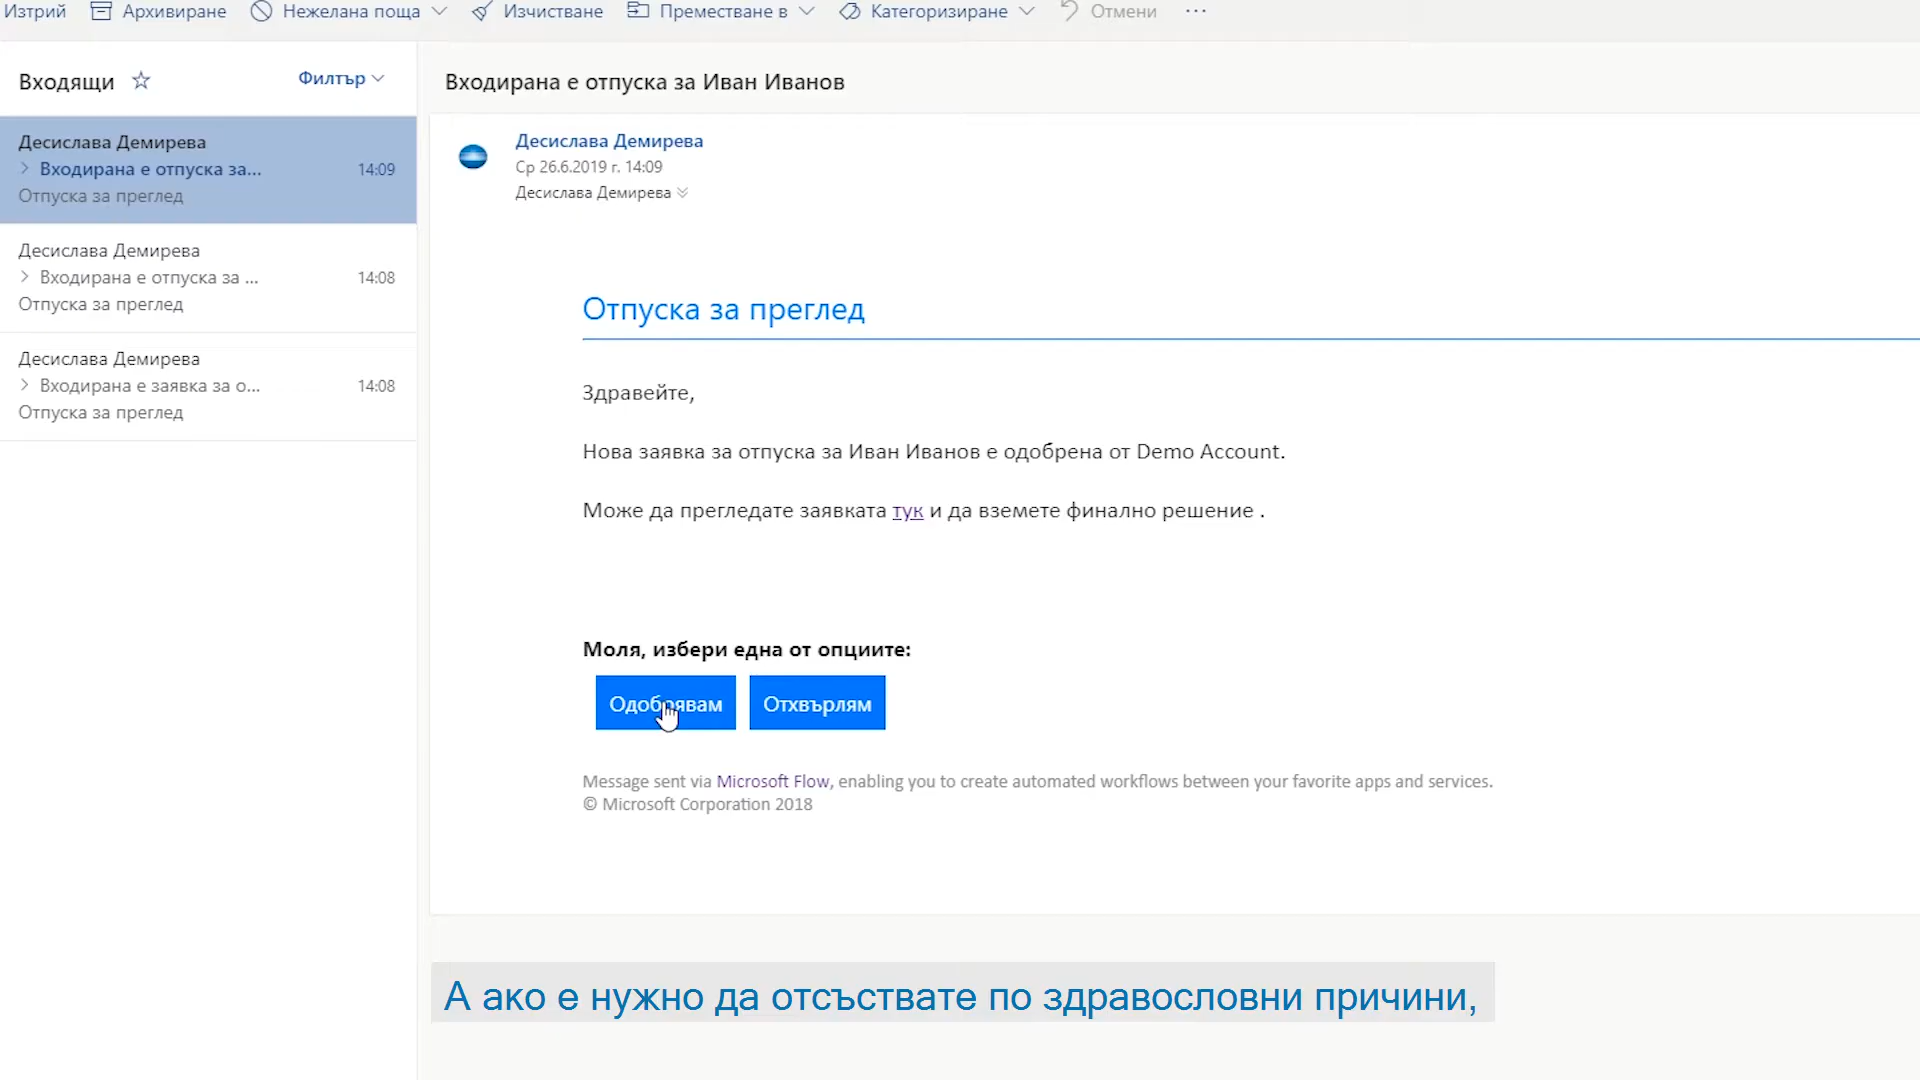 Изтрий Архивиране Нежелана поща Изчистване Преместване в Категоризиране Отмени ...
Входящи Филтър
Десислава Демирева
Входирана е отпуска за... 14:09
Отпуска за преглед
Десислава Демирева
Входирана е отпуска за ... 14:08
Отпуска за преглед
Десислава Демирева
Входирана е заявка за о... 14:08
Отпуска за преглед
Входирана е отпуска за Иван Иванов
Десислава Демирева
Ср 26.6.2019 г. 14:09
Десислава Демирева
Отпуска за преглед
Здравейте,
Нова заявка за отпуска за Иван Иванов е одобрена от Demo Account.
Може да прегледате заявката тук и да вземете финално решение .
Моля, избери една от опциите:
Одобрявам Отхвърлям
Message sent via Microsoft Flow, enabling you to create automated workflows between your favorite apps and services.
© Microsoft Corporation 2018
А ако е нужно да отсъствате по здравословни причини,